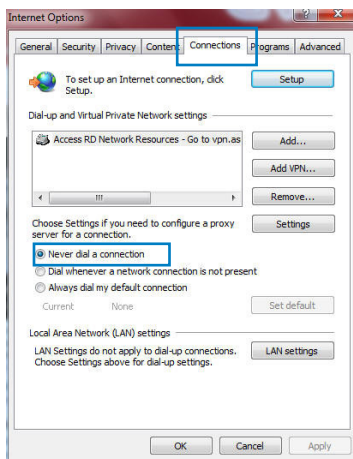 Internet Options
General Security Privacy Content Connections Programs Advanced
To set up an Internet connection, click
Setup.
Setup
Dial-up and Virtual Private Network settings
Access RD Network Resources - Go to vpn.as
Add...
Add VPN...
Remove...
Choose Settings if you need to configure a proxy
server for a connection.
Settings
Never dial a connection
Dial whenever a network connection is not present
Always dial my default connection
Current None
Set default
Local Area Network (LAN) settings
LAN Settings do not apply to dial-up connections.
Choose Settings above for dial-up settings.
LAN settings
OK Cancel Apply